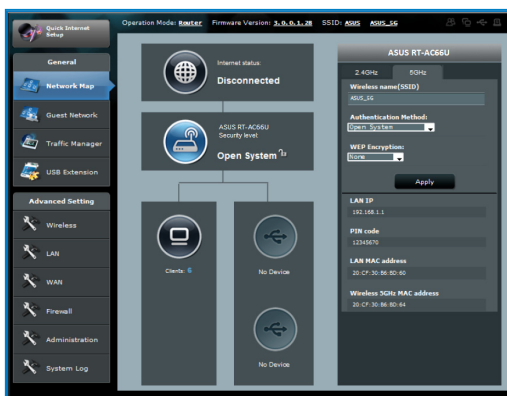 Quick Internet
Setup
Operation Mode: Router Firmware Version: 3.0.0.1.28 SSID: ASUS ASUS_5G
General
Network Map
Guest Network
Traffic Manager
USB Extension
Advanced Setting
Wireless
LAN
WAN
Firewall
Administration
System Log
Internet status:
Disconnected
ASUS RT-AC66U
Security level
Open System
Clients: 6
No Device
No Device
ASUS RT-AC66U
2.4GHz 5GHz
Wireless name(SSID)
ASUS_5G
Authentication Method:
Open System
WEP Encryption:
None
Apply
LAN IP
192.168.1.1
PIN code
12345670
LAN MAC address
20:CF:30:B6:BD:60
Wireless 5GHz MAC address
20:CF:30:B6:BD:64